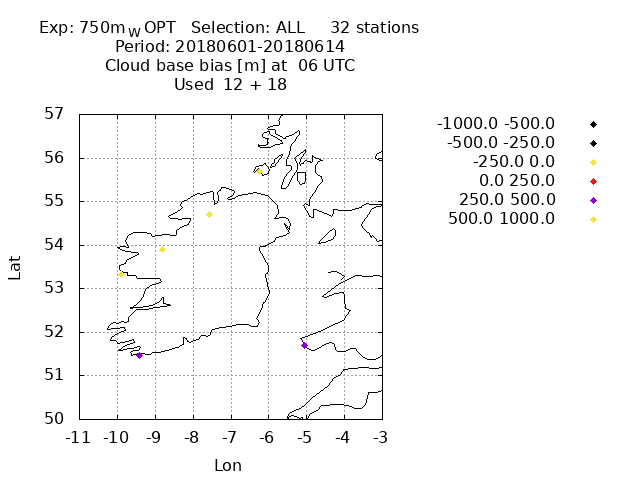 Exp: 750mWOPT Selection: ALL 32 stations
Period: 20180601-20180614
Cloud base bias [m] at 06 UTC
Used 12 + 18
-1000.0 -500.0
-500.0 -250.0
-250.0 0.0
0.0 250.0
250.0 500.0
500.0 1000.0
57
56
55
54
53
52
51
50
Lat
-11 -10 -9 -8 -7 -6 -5 -4 -3
Lon